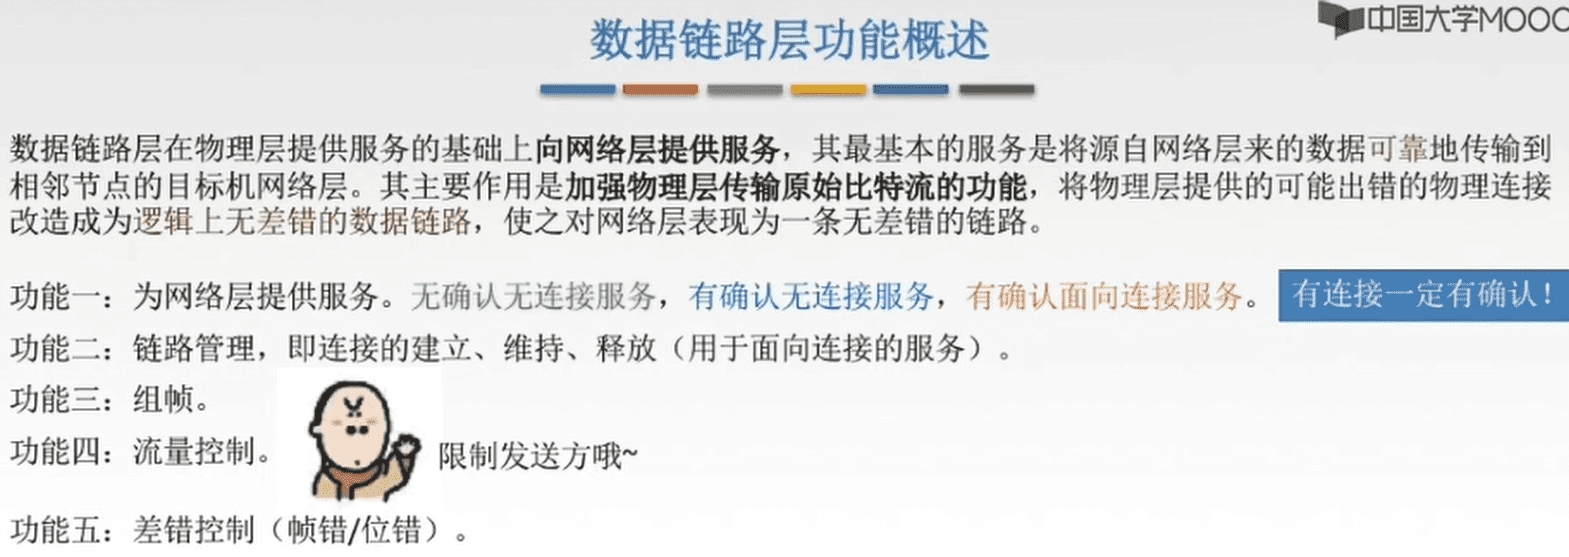 中国大学MOOC
数据链路层功能概述
数据链路层在物理层提供服务的基础上向网络层提供服务，其最基本的服务是将源自网络层来的数据可靠地传输到
相邻节点的目标机网络层。其主要作用是加强物理层传输原始比特流的功能，将物理层提供的可能出错的物理连接
改造成为逻辑上无差错的数据链路，使之对网络层表现为一条无差错的链路。
功能一：为网络层提供服务。无确认无连接服务，有确认无连接服务，有确认面向连接服务。 有连接一定有确认！
功能二：链路管理，即连接的建立、维持、释放（用于面向连接的服务）。
功能三：组帧。
功能四：流量控制。 限制发送方哦~
功能五：差错控制（帧错/位错）。